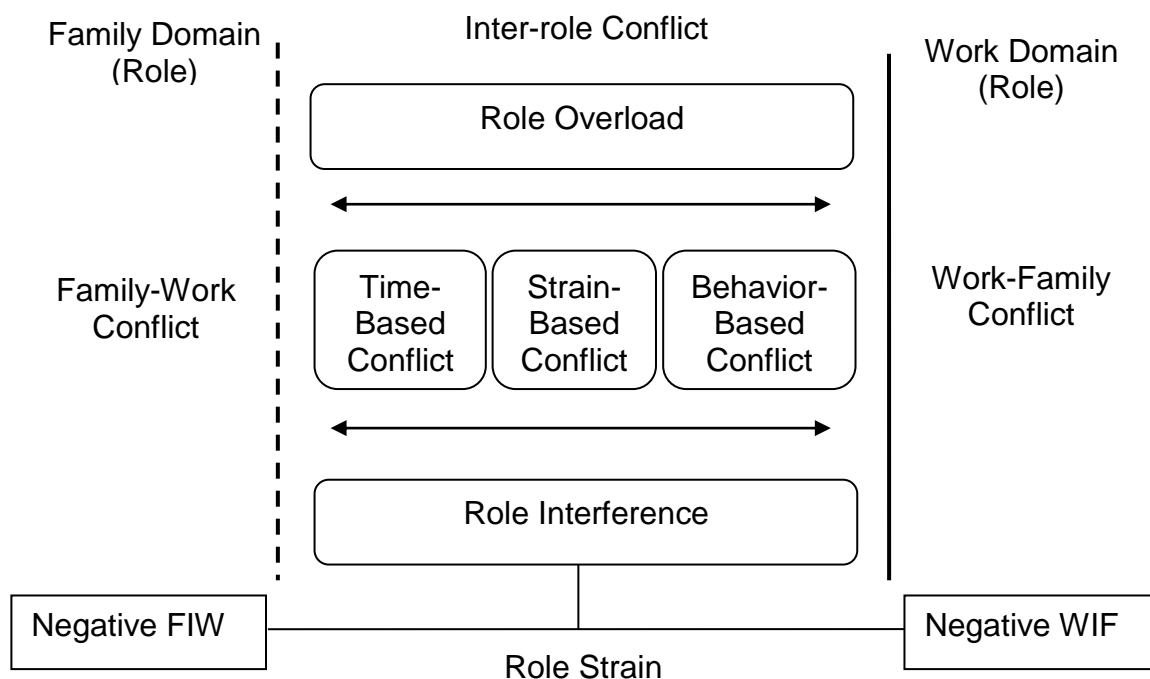 Family Domain
(Role)
Inter-role Conflict
Work Domain
(Role)
Role Overload
Family-Work
Conflict
Time-
Based
Conflict
Strain-
Based
Conflict
Behavior-
Based
Conflict
Work-Family
Conflict
Role Interference
Negative FIW
Negative WIF
Role Strain